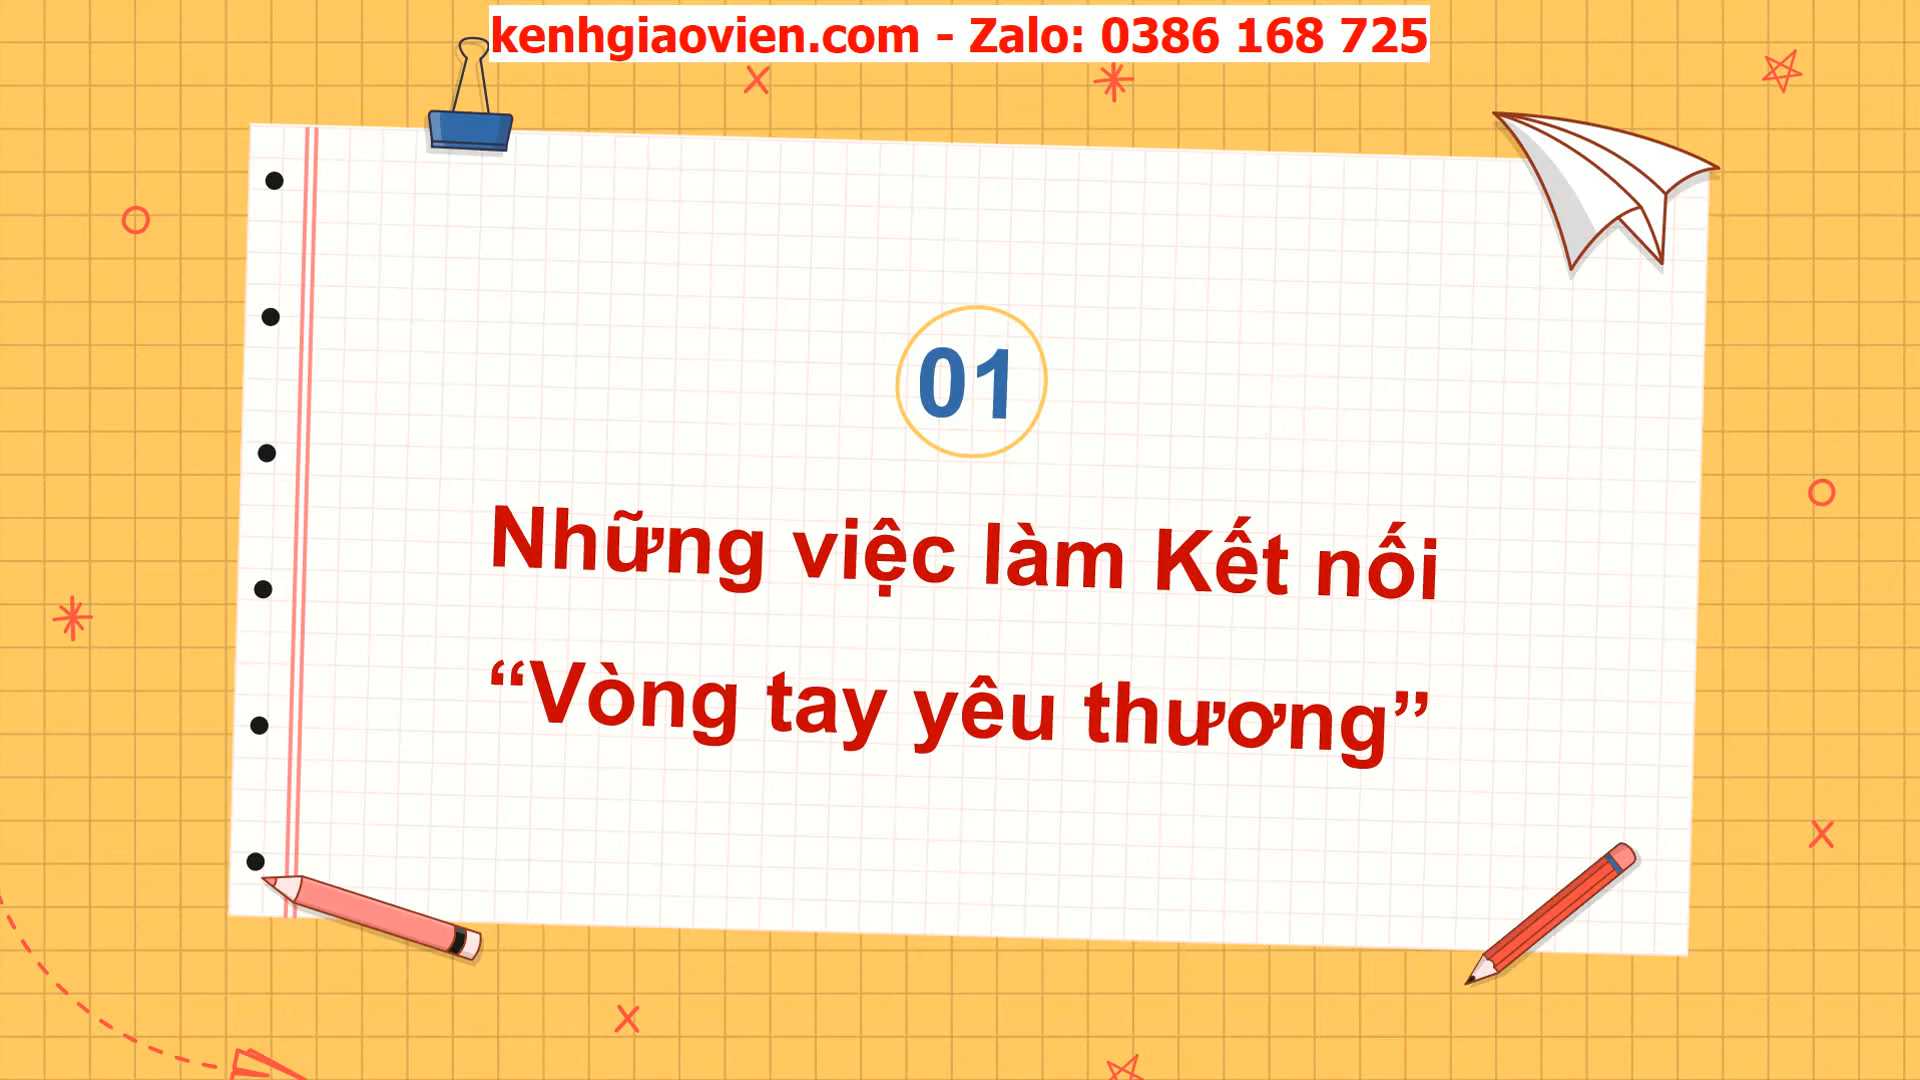 kenhgiaovien.com - Zalo: 0386 168 725
01
Những việc làm Kết nối
“Vòng tay yêu thương”